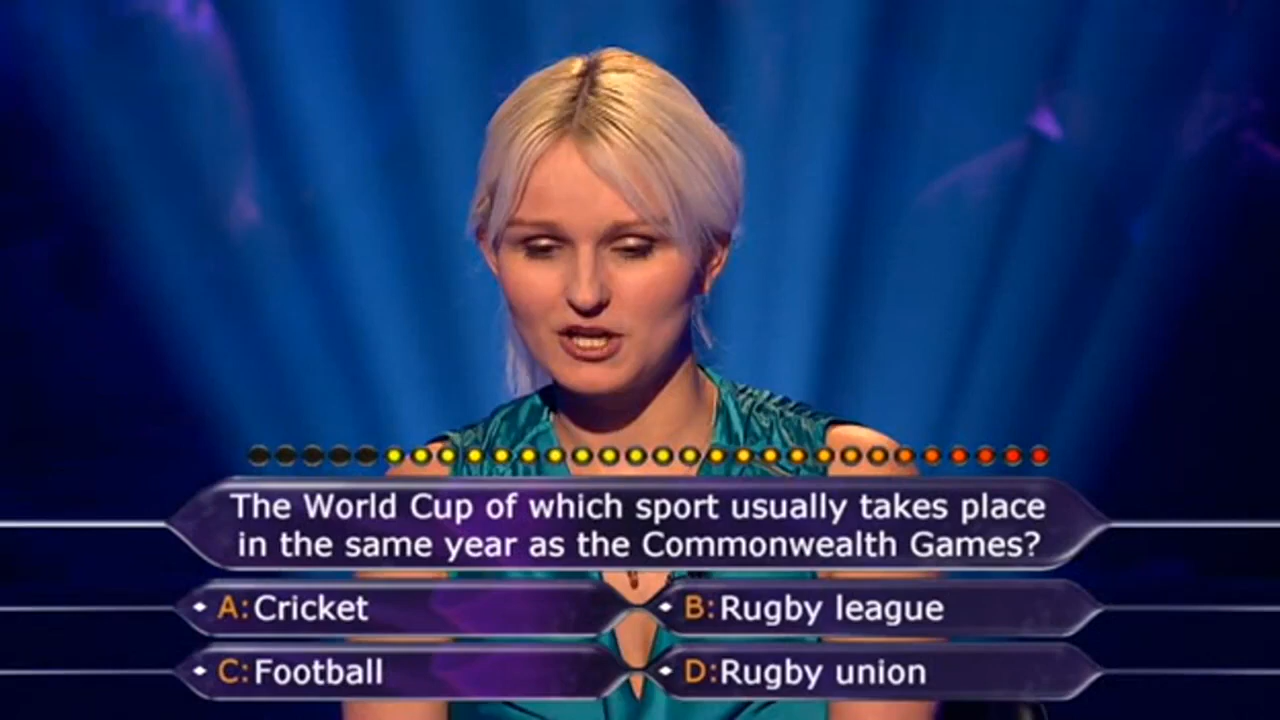 The World Cup of which sport usually takes place
in the same year as the Commonwealth Games?
A: Cricket
B: Rugby league
C: Football
D: Rugby union